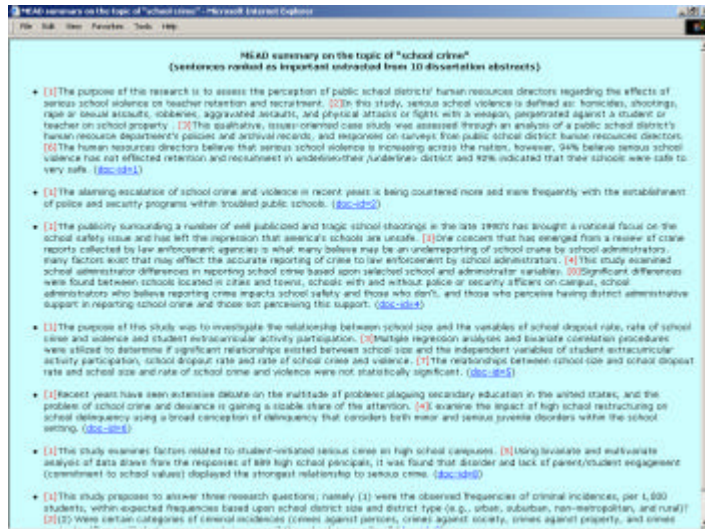 MEAD summary on the topic of "school crime" - Microsoft Internet Explorer
File Edit View Favorites Tools Help
MEAD summary on the topic of "school crime"
(sentences ranked as important extracted from 10 dissertation abstracts)
• [1]The purpose of this research is to assess the perception of public school districts' human resources directors regarding the effects of
serious school violence on teacher retention and recruitment. [2]In this study, serious school violence is defined as: homicides, shootings,
rape or sexual assaults, robberies, aggravated assaults, and physical attacks or fights with a weapon, perpetrated against a student or
teacher on school property . [3]This qualitative, issues-oriented case study was assessed through an analysis of a public school district's
human resource department's policies and archival records, and responses on surveys from public school district human resources directors.
[6]The human resources directors believe that serious school violence is increasing across the nation, however, 94% believe serious school
violence has not effected retention and recruitment in underline>their /underline> district and 92% indicated that their schools were safe to
very safe. (doc-id=1)
• [1]The alarming escalation of school crime and violence in recent years is being countered more and more frequently with the establishment
of police and security programs within troubled public schools. (doc-id=2)
• [1]The publicity surrounding a number of well publicized and tragic school shootings in the late 1990's has brought a national focus on the
school safety issue and has left the impression that america's schools are unsafe. [3]One concern that has emerged from a review of crime
reports collected by law enforcement agencies is what many believe may be an underreporting of school crime by school administrators.
many factors exist that may effect the accurate reporting of crime to law enforcement by school administrators. [4]This study examined
school administrator differences in reporting school crime based upon selected school and administrator variables. [6]Significant differences
were found between schools located in cities and towns, schools with and without police or security officers on campus, school
administrators who believe reporting crime impacts school safety and those who don't, and those who perceive having district administrative
support in reporting school crime and those not perceiving this support. (doc-id=4)
• [1]The purpose of this study was to investigate the relationship between school size and the variables of school dropout rate, rate of school
crime and violence and student extracurricular activity participation. [3]Multiple regression analyses and bivariate correlation procedures
were utilized to determine if significant relationships existed between school size and the independent variables of student extracurricular
activity participation, school dropout rate and rate of school crime and violence. [7]The relationships between school size and school dropout
rate and school size and rate of school crime and violence were not statistically significant. (doc-id=5)
• [1]Recent years have seen extensive debate on the multitude of problems plaguing secondary education in the united states, and the
problem of school crime and deviance is gaining a sizable share of the attention. [4]I examine the impact of high school restructuring on
school delinquency using a broad conception of delinquency that considers both minor and serious juvenile disorders within the school
setting. (doc-id=6)
• [1]This study examines factors related to student-initiated serious crime on high school campuses. [5]Using bivariate and multivariate
analysis of data drawn from the responses of 689 high school principals, it was found that disorder and lack of parent/student engagement
(commitment to school values) displayed the strongest relationship to serious crime. (doc-id=8)
• [1]This study proposes to answer three research questions; namely (1) were the observed frequencies of criminal incidences, per 1,000
students, within expected frequencies based upon school district size and district type (e.g., urban, suburban, non-metropolitan, and rural)?
[2](2) Were certain categories of criminal incidences (crimes against persons, crimes against society, crimes against property, and crimes